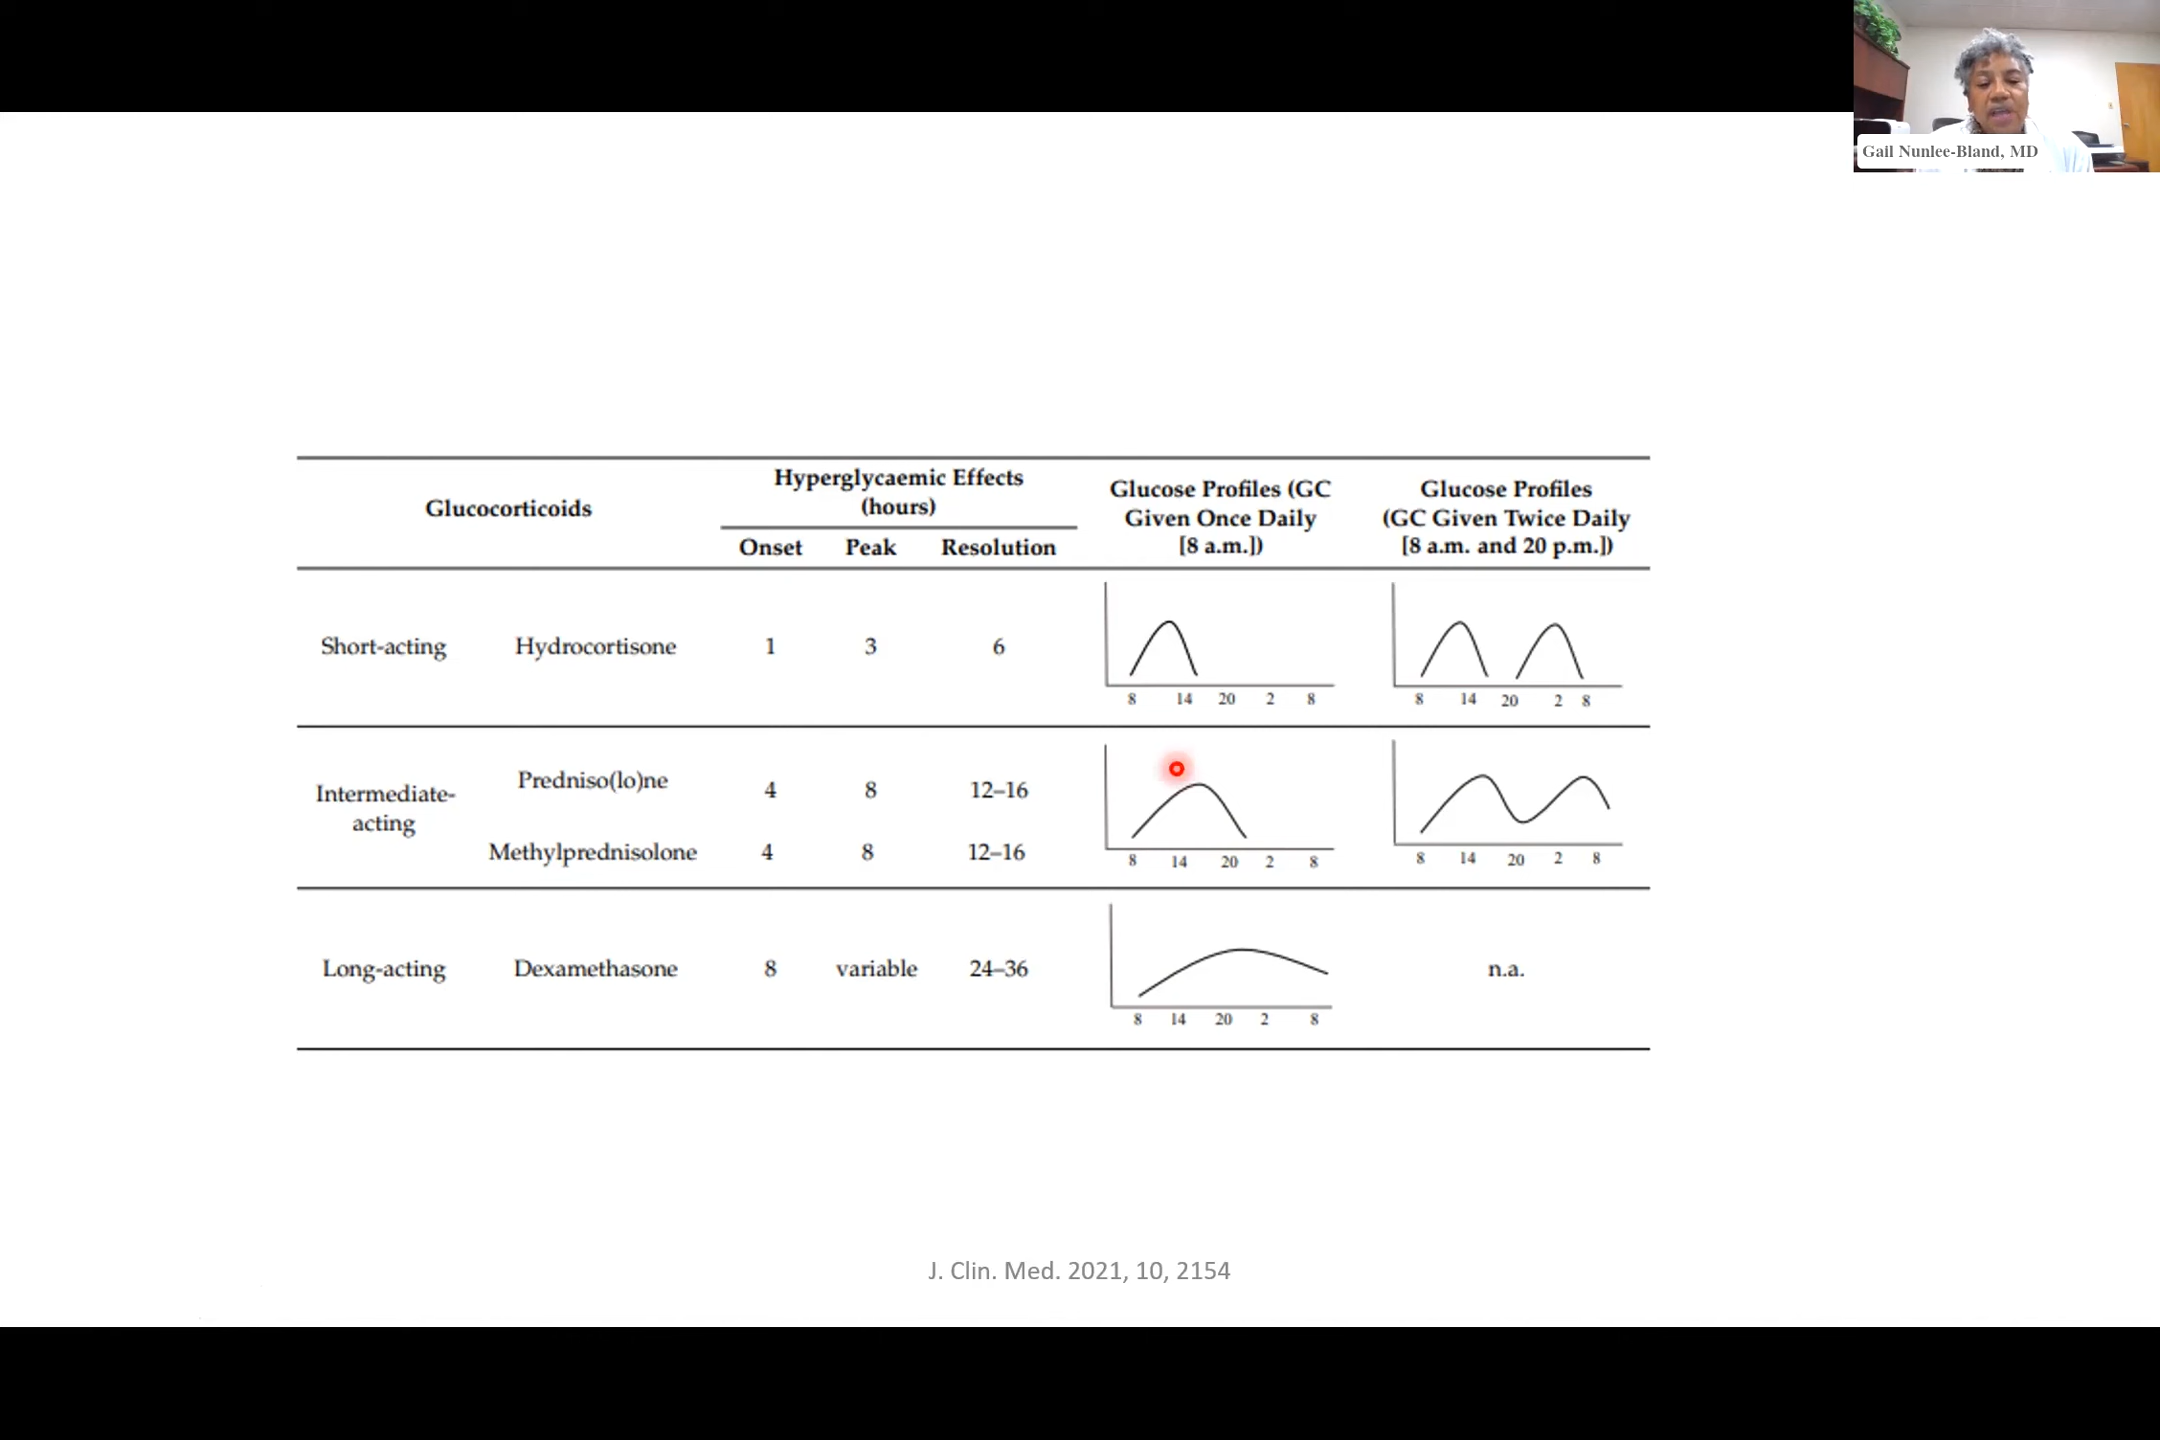 Gail Nunlee-Bland, MD
Glucocorticoids
Hyperglycaemic Effects
(hours)
Onset Peak Resolution
Glucose Profiles (GC
Given Once Daily
[8 a.m.])
Glucose Profiles
(GC Given Twice Daily
[8 a.m. and 20 p.m.])
Short-acting Hydrocortisone 1 3 6
8 14 20 2 8
8 14 20 2 8
Intermediate-
acting
Predniso(lo)ne 4 8 12–16
Methylprednisolone 4 8 12–16
8 14 20 2 8
8 14 20 2 8
Long-acting Dexamethasone 8 variable 24–36
8 14 20 2 8
n.a.
J. Clin. Med. 2021, 10, 2154